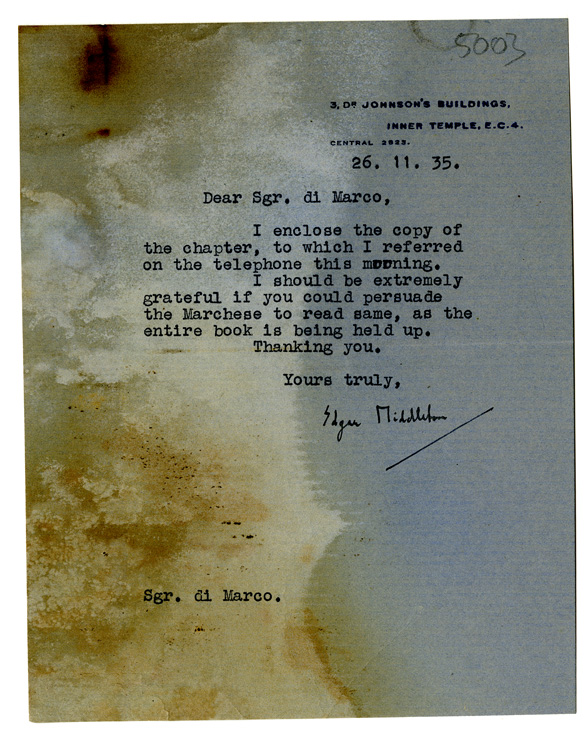 5003
3, DR JOHNSON'S BUILDINGS,
INNER TEMPLE, E.C.4.
CENTRAL 2923.
26. 11. 35.
Dear Sgr. di Marco,
I enclose the copy of
the chapter, to which I referred
on the telephone this morning.
I should be extremely
grateful if you could persuade
the Marchese to read same, as the
entire book is being held up.
Thanking you.
Yours truly,
Edgar Middleton
Sgr. di Marco.